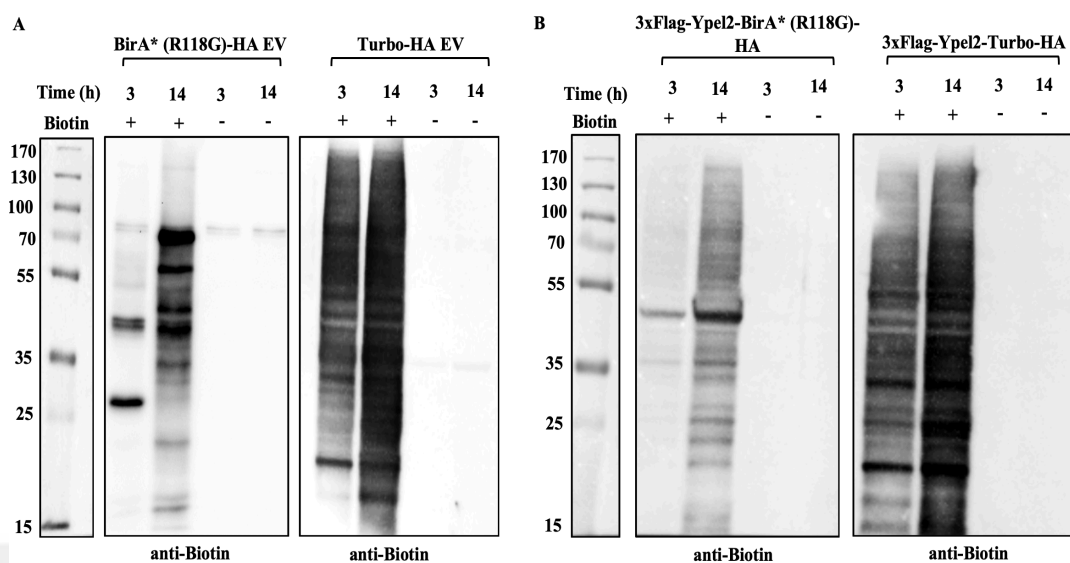 A
BirA* (R118G)-HA EV
Turbo-HA EV
Time (h) 3 14 3 14 3 14 3 14
Biotin + + - - + + - -
170
130
100
70
55
35
25
15
anti-Biotin
anti-Biotin
B
3xFlag-Ypel2-BirA* (R118G)-
HA
3xFlag-Ypel2-Turbo-HA
Time (h) 3 14 3 14 3 14 3 14
Biotin + + - - + + - -
170
130
100
70
55
35
25
15
anti-Biotin
anti-Biotin